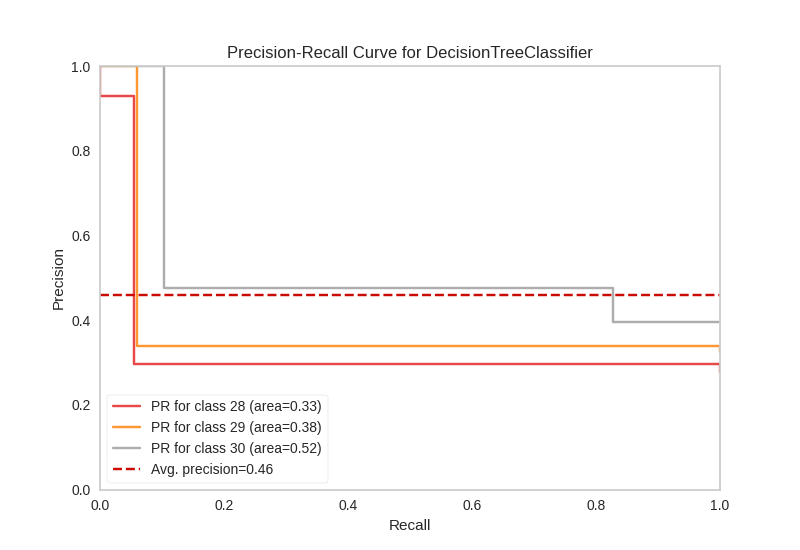 Precision-Recall Curve for DecisionTreeClassifier
1.0
0.8
0.6
0.4
0.2
0.0
Precision
PR for class 28 (area=0.33)
PR for class 29 (area=0.38)
PR for class 30 (area=0.52)
Avg. precision=0.46
0.0 0.2 0.4 0.6 0.8 1.0
Recall